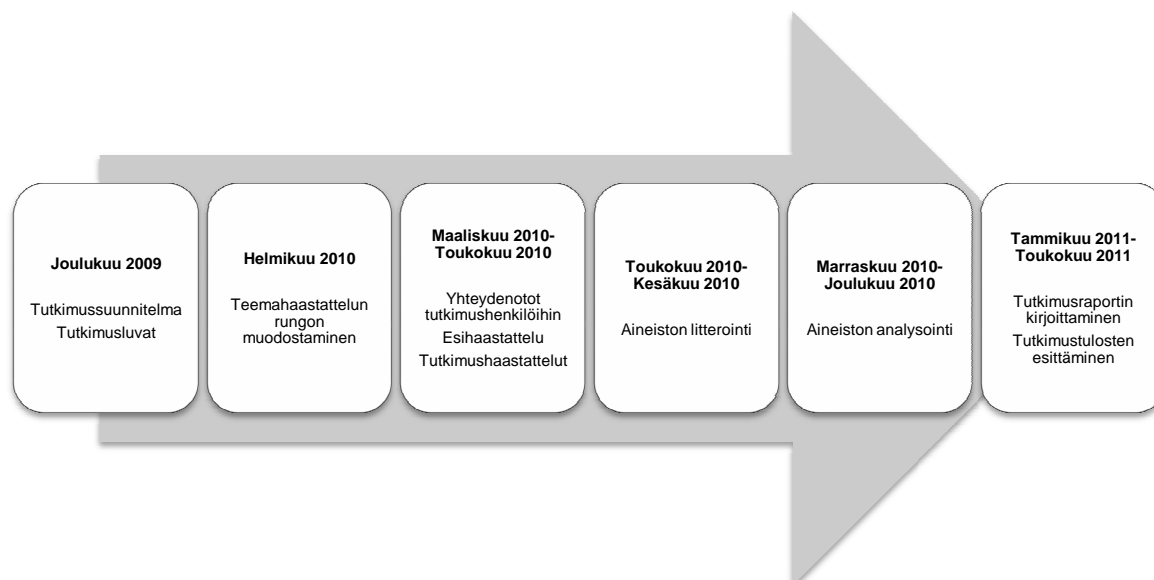 Joulukuu 2009
Tutkimussuunnitelma
Tutkimusluvat
Helmikuu 2010
Teemahaastattelun
rungon
muodostaminen
Maaliskuu 2010-
Toukokuu 2010
Yhteydenotot
tutkimushenkilöihin
Esihaastattelu
Tutkimushaastattelut
Toukokuu 2010-
Kesäkuu 2010
Aineiston litterointi
Marraskuu 2010-
Joulukuu 2010
Aineiston analysointi
Tammikuu 2011-
Toukokuu 2011
Tutkimusraportin
kirjoittaminen
Tutkimustulosten
esittäminen